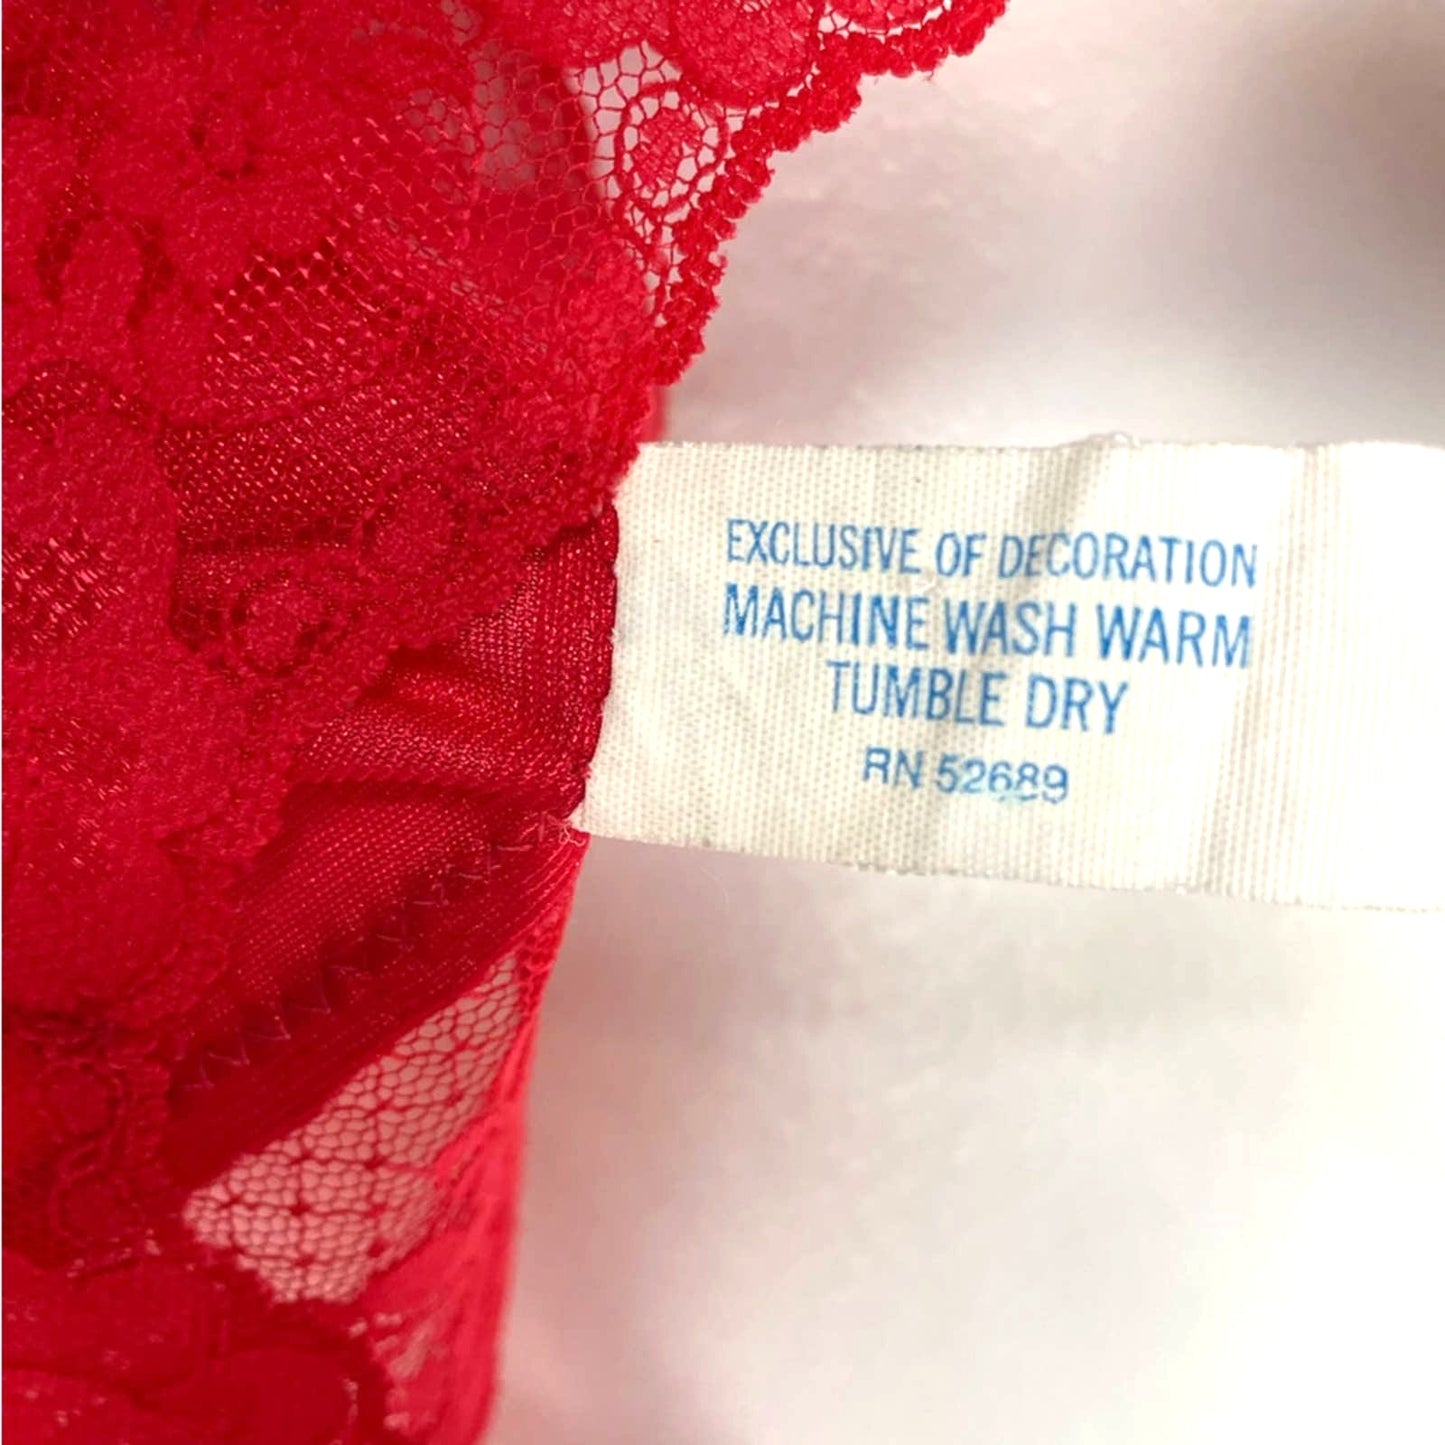 EXCLUSIVE OF DECORATION
MACHINE WASH WARM
TUMBLE DRY
RN 52689